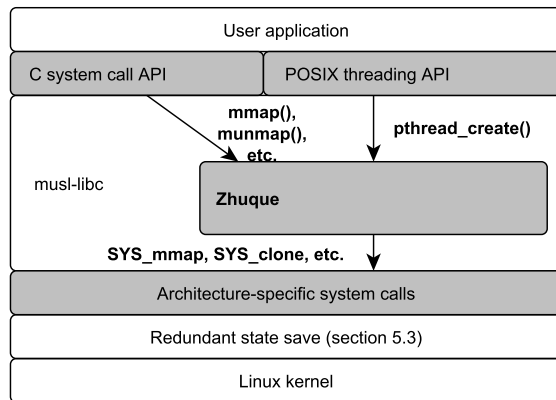 User application
C system call API
POSIX threading API
mmap(),
munmap(),
etc.
pthread_create()
musl-libc
Zhuque
SYS_mmap, SYS_clone, etc.
Architecture-specific system calls
Redundant state save (section 5.3)
Linux kernel